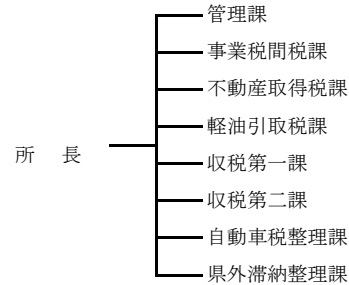 所長
管理課
事業税間税課
不動産取得税課
軽油引取税課
収税第一課
収税第二課
自動車税整理課
県外滞納整理課